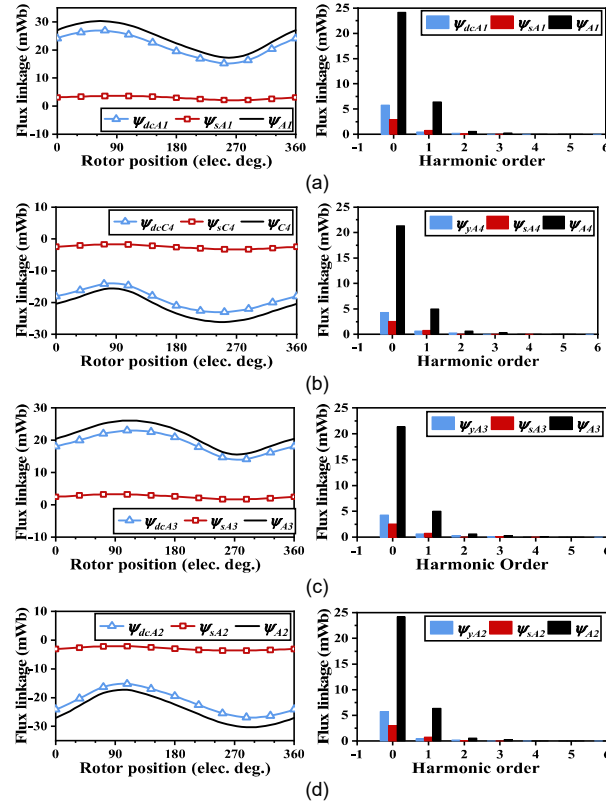 Flux linkage (mWb)
30
20
10
0
-10
0 90 180 270 360
Rotor position (elec. deg.)
ψdcA1 ψsA1 ψA1
Flux linkage (mWb)
25
20
15
10
5
0
-1 0 1 2 3 4 5 6
Harmonic order
ψdcA1 ψsA1 ψA1
(a)
Flux linkage (mWb)
10
0
-10
-20
-30
0 90 180 270 360
Rotor position (elec. deg.)
ψdcC4 ψsC4 ψC4
Flux linkage (mWb)
25
20
15
10
5
0
-1 0 1 2 3 4 5 6
Harmonic order
ψyA4 ψsA4 ψA4
(b)
Flux linkage (mWb)
30
20
10
0
-10
0 90 180 270 360
Rotor position (elec. deg.)
ψdcA3 ψsA3 ψA3
Flux linkage (mWb)
25
20
15
10
5
0
-1 0 1 2 3 4 5 6
Harmonic Order
ψyA3 ψsA3 ψA3
(c)
Flux linkage (mWb)
10
0
-10
-20
-30
0 90 180 270 360
Rotor position (elec. deg.)
ψdcA2 ψsA2 ψA2
Flux linkage (mWb)
25
20
15
10
5
0
-1 0 1 2 3 4 5 6
Harmonic order
ψyA2 ψsA2 ψA2
(d)